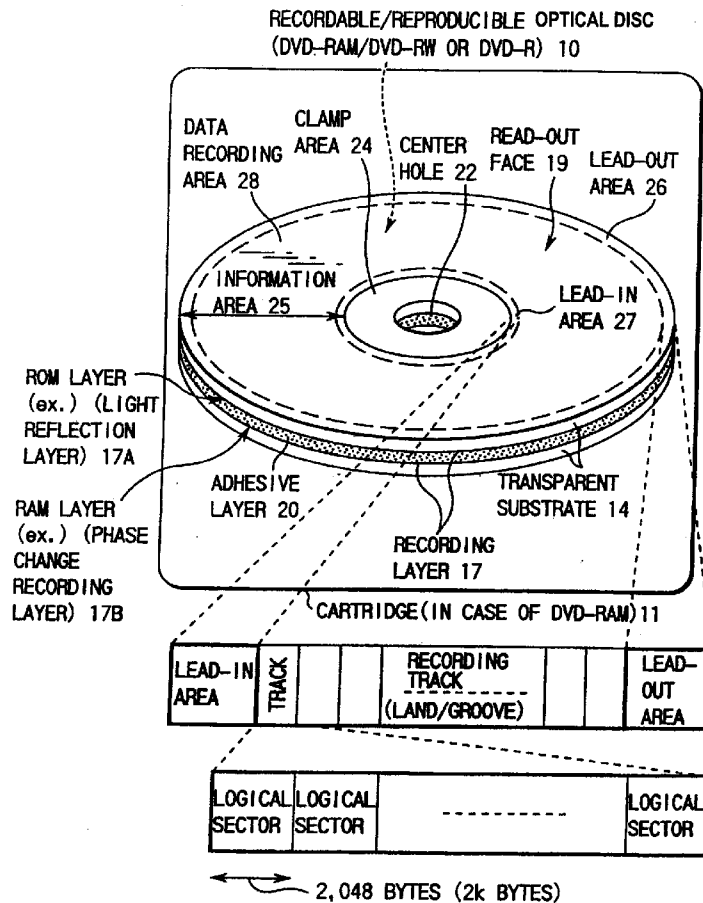 RECORDABLE/REPRODUCIBLE OPTICAL DISC
(DVD-RAM/DVD-RW OR DVD-R) 10
DATA
RECORDING
AREA 28
CLAMP
AREA 24
CENTER
HOLE 22
READ-OUT
FACE 19
LEAD-OUT
AREA 26
INFORMATION
AREA 25
LEAD-IN
AREA 27
ROM LAYER
(ex.) (LIGHT
REFLECTION
LAYER) 17A
ADHESIVE
LAYER 20
TRANSPARENT
SUBSTRATE 14
RAM LAYER
(ex.) (PHASE
CHANGE
RECORDING
LAYER) 17B
RECORDING
LAYER 17
CARTRIDGE(IN CASE OF DVD-RAM)11
LEAD-IN
AREA
TRACK
RECORDING
TRACK
(LAND/GROOVE)
LEAD-
OUT
AREA
LOGICAL
SECTOR
LOGICAL
SECTOR
LOGICAL
SECTOR
2,048 BYTES (2k BYTES)